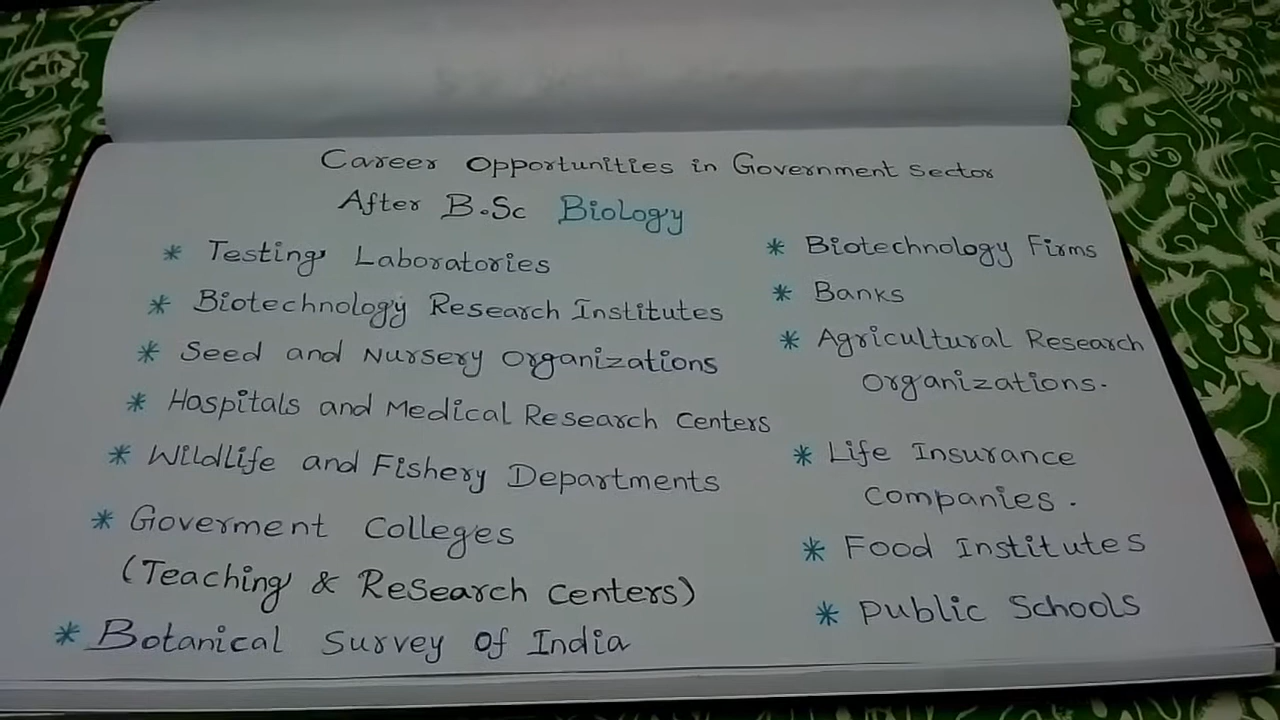 Career Opportunities in Government Sector
After B.Sc Biology
* Testing Laboratories
* Biotechnology Research Institutes
* Seed and Nursery Organizations
* Hospitals and Medical Research Centers
* Wildlife and Fishery Departments
* Goverment Colleges
(Teaching & Research Centers)
* Botanical Survey of India
* Biotechnology Firms
* Banks
* Agricultural Research
Organizations.
* Life Insurance
Companies.
* Food Institutes
* Public Schools